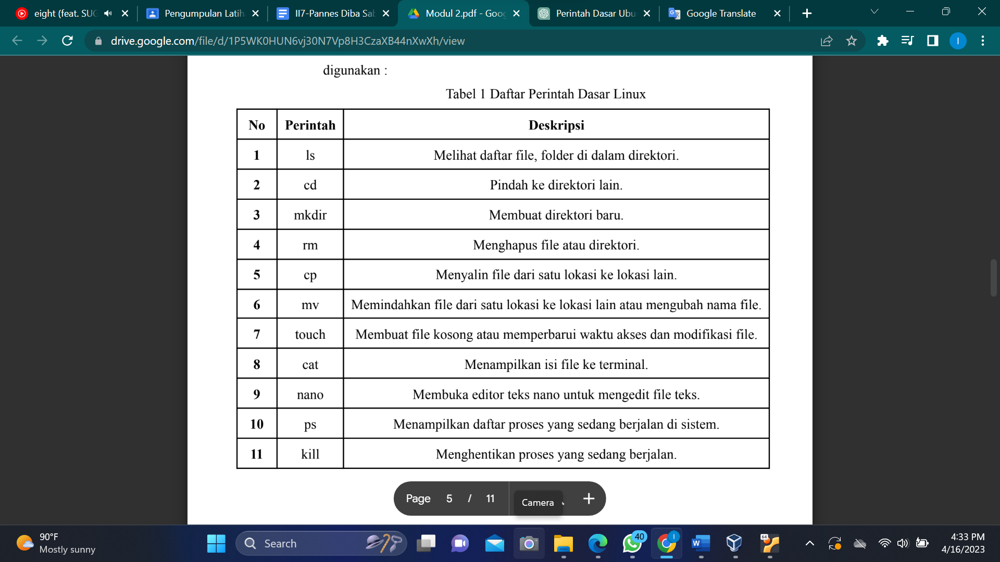 eight (feat. SUG
Pengumpulan Latih
II7-Pannes Diba Sab
Modul 2.pdf - Goog
Perintah Dasar Ubu
Google Translate
drive.google.com/file/d/1P5WK0HUN6vj30N7Vp8H3CzaXB44nXwXh/view
I
digunakan :
Tabel 1 Daftar Perintah Dasar Linux
No Perintah Deskripsi
1 ls Melihat daftar file, folder di dalam direktori.
2 cd Pindah ke direktori lain.
3 mkdir Membuat direktori baru.
4 rm Menghapus file atau direktori.
5 cp Menyalin file dari satu lokasi ke lokasi lain.
6 mv Memindahkan file dari satu lokasi ke lokasi lain atau mengubah nama file.
7 touch Membuat file kosong atau memperbarui waktu akses dan modifikasi file.
8 cat Menampilkan isi file ke terminal.
9 nano Membuka editor teks nano untuk mengedit file teks.
10 ps Menampilkan daftar proses yang sedang berjalan di sistem.
11 kill Menghentikan proses yang sedang berjalan.
Page 5 / 11
Camera
90°F
Mostly sunny
Search
40
I
W
64
4:33 PM
4/16/2023